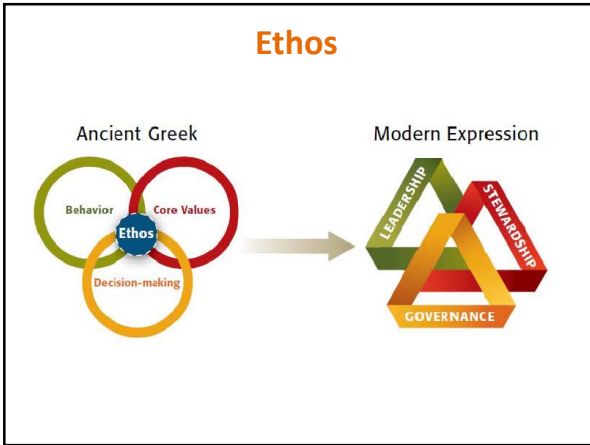 Ethos
Ancient Greek
Modern Expression
Behavior
Core Values
Ethos
Decision-making
LEADERSHIP
STEWARDSHIP
GOVERNANCE